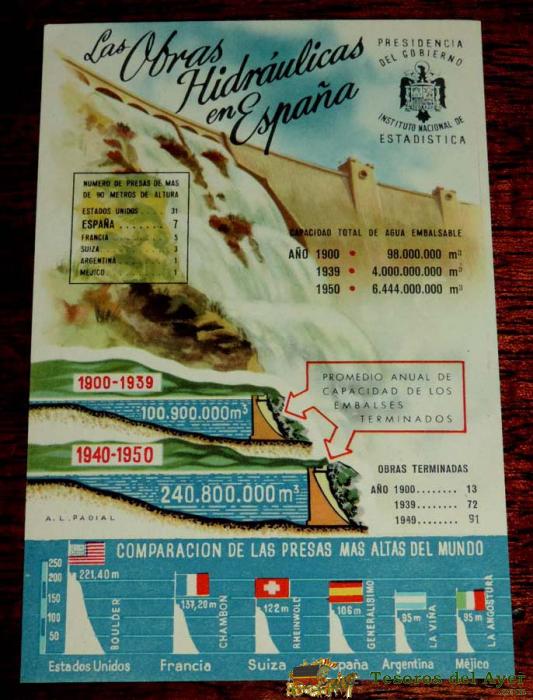 Las Obras
Hidráulicas
en España
PRESIDENCIA
DEL GOBIERNO
INSTITUTO NACIONAL DE
ESTADISTICA
NUMERO DE PRESAS DE MAS
DE 90 METROS DE ALTURA
ESTADOS UNIDOS 31
ESPAÑA ....... 7
FRANCIA ...... 5
SUIZA ........ 3
ARGENTINA..... 1
MEJICO........ 1
CAPACIDAD TOTAL DE AGUA EMBALSABLE
AÑO 1900 • 98.000.000 m³
1939 • 4.000.000.000 m³
1950 • 6.444.000.000 m³
1900-1939
100.900.000m³
PROMEDIO ANUAL DE
CAPACIDAD DE LOS
EMBALSES
TERMINADOS
1940-1950
240.800.000m³
OBRAS TERMINADAS
AÑO 1900........ 13
1939........ 72
1949........ 91
A. L. PADIAL
COMPARACION DE LAS PRESAS MAS ALTAS DEL MUNDO
250
200
150
100
50
221,40 m
BOULDER
137,20 m
CHAMBON
122 m
RHEINWOLD
106 m
GENERALISIMO
95 m
LA VIÑA
95 m
LA ANGOSTURA
Estados Unidos
Francia
Suiza
España
Argentina
Méjico
Tesoros del Ayer
.com